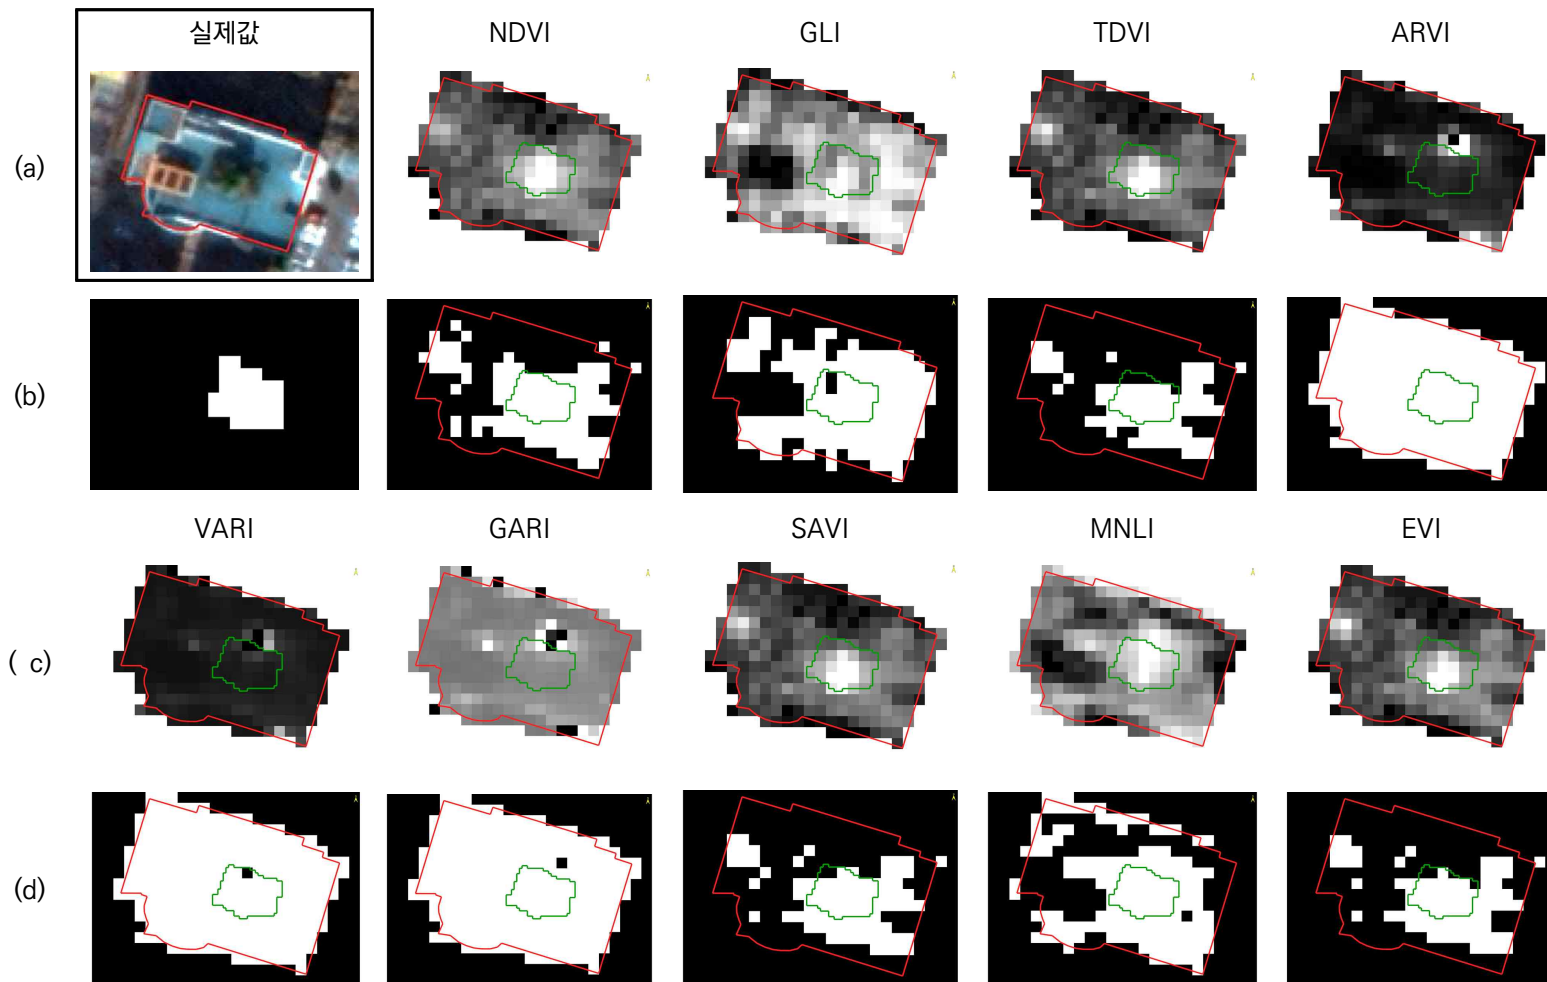 실제값 NDVI GLI TDVI ARVI
(a)
(b)
VARI GARI SAVI MNLI EVI
( c)
(d)